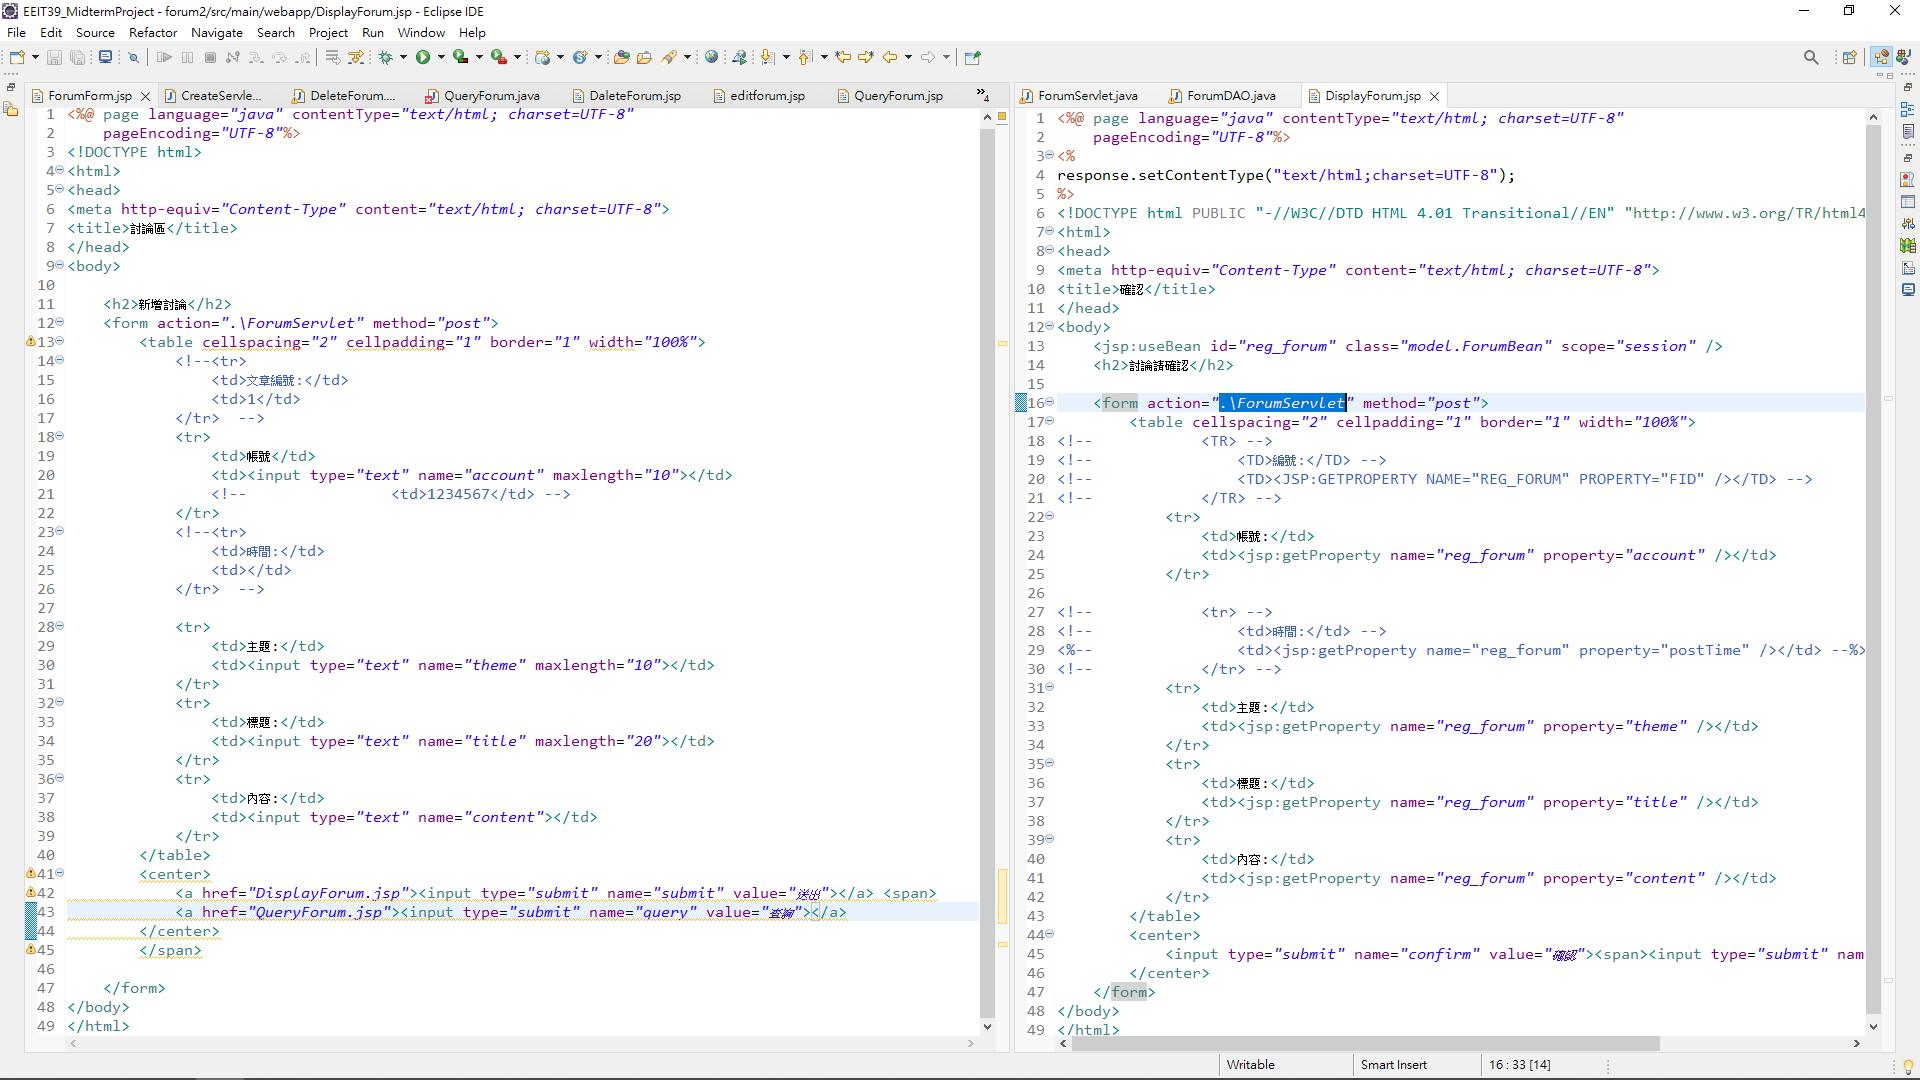 EEIT39_MidtermProject - forum2/src/main/webapp/DisplayForum.jsp - Eclipse IDE
File Edit Source Refactor Navigate Search Project Run Window Help
ForumForm.jsp CreateServle... DeleteForum.... QueryForum.java DaleteForum.jsp editforum.jsp QueryForum.jsp »4
1 <%@ page language="java" contentType="text/html; charset=UTF-8"
2 pageEncoding="UTF-8"%>
3 <!DOCTYPE html>
4 <html>
5 <head>
6 <meta http-equiv="Content-Type" content="text/html; charset=UTF-8">
7 <title>討論區</title>
8 </head>
9 <body>
10
11 <h2>新增討論</h2>
12 <form action=".\ForumServlet" method="post">
13 <table cellspacing="2" cellpadding="1" border="1" width="100%">
14 <!--<tr>
15 <td>文章編號:</td>
16 <td>1</td>
17 </tr> -->
18 <tr>
19 <td>帳號</td>
20 <td><input type="text" name="account" maxlength="10"></td>
21 <!-- <td>1234567</td> -->
22 </tr>
23 <!--<tr>
24 <td>時間:</td>
25 <td></td>
26 </tr> -->
27
28 <tr>
29 <td>主題:</td>
30 <td><input type="text" name="theme" maxlength="10"></td>
31 </tr>
32 <tr>
33 <td>標題:</td>
34 <td><input type="text" name="title" maxlength="20"></td>
35 </tr>
36 <tr>
37 <td>內容:</td>
38 <td><input type="text" name="content"></td>
39 </tr>
40 </table>
41 <center>
42 <a href="DisplayForum.jsp"><input type="submit" name="submit" value="送出"></a> <span>
43 <a href="QueryForum.jsp"><input type="submit" name="query" value="查詢"></a>
44 </center>
45 </span>
46
47 </form>
48 </body>
49 </html>
ForumServlet.java ForumDAO.java DisplayForum.jsp
1 <%@ page language="java" contentType="text/html; charset=UTF-8"
2 pageEncoding="UTF-8"%>
3 <%
4 response.setContentType("text/html;charset=UTF-8");
5 %>
6 <!DOCTYPE html PUBLIC "-//W3C//DTD HTML 4.01 Transitional//EN" "http://www.w3.org/TR/html4
7 <html>
8 <head>
9 <meta http-equiv="Content-Type" content="text/html; charset=UTF-8">
10 <title>確認</title>
11 </head>
12 <body>
13 <jsp:useBean id="reg_forum" class="model.ForumBean" scope="session" />
14 <h2>討論請確認</h2>
15
16 <form action=".\ForumServlet" method="post">
17 <table cellspacing="2" cellpadding="1" border="1" width="100%">
18 <!-- <TR> -->
19 <!-- <TD>編號:</TD> -->
20 <!-- <TD><JSP:GETPROPERTY NAME="REG_FORUM" PROPERTY="FID" /></TD> -->
21 <!-- </TR> -->
22 <tr>
23 <td>帳號:</td>
24 <td><jsp:getProperty name="reg_forum" property="account" /></td>
25 </tr>
26
27 <!-- <tr> -->
28 <!-- <td>時間:</td> -->
29 <%-- <td><jsp:getProperty name="reg_forum" property="postTime" /></td> --%>
30 <!-- </tr> -->
31 <tr>
32 <td>主題:</td>
33 <td><jsp:getProperty name="reg_forum" property="theme" /></td>
34 </tr>
35 <tr>
36 <td>標題:</td>
37 <td><jsp:getProperty name="reg_forum" property="title" /></td>
38 </tr>
39 <tr>
40 <td>內容:</td>
41 <td><jsp:getProperty name="reg_forum" property="content" /></td>
42 </tr>
43 </table>
44 <center>
45 <input type="submit" name="confirm" value="確認"><span><input type="submit" nam
46 </center>
47 </form>
48 </body>
49 </html>
Writable Smart Insert 16 : 33 [14]